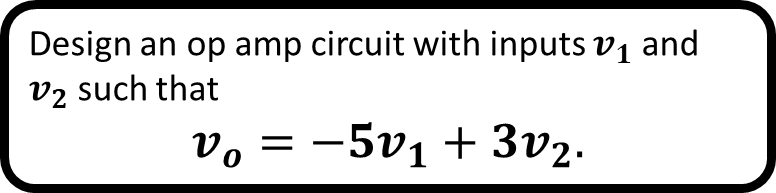 Design an op amp circuit with inputs 𝒗₁ and
𝒗₂ such that
𝒗ₒ = −𝟓𝒗₁ + 𝟑𝒗₂.